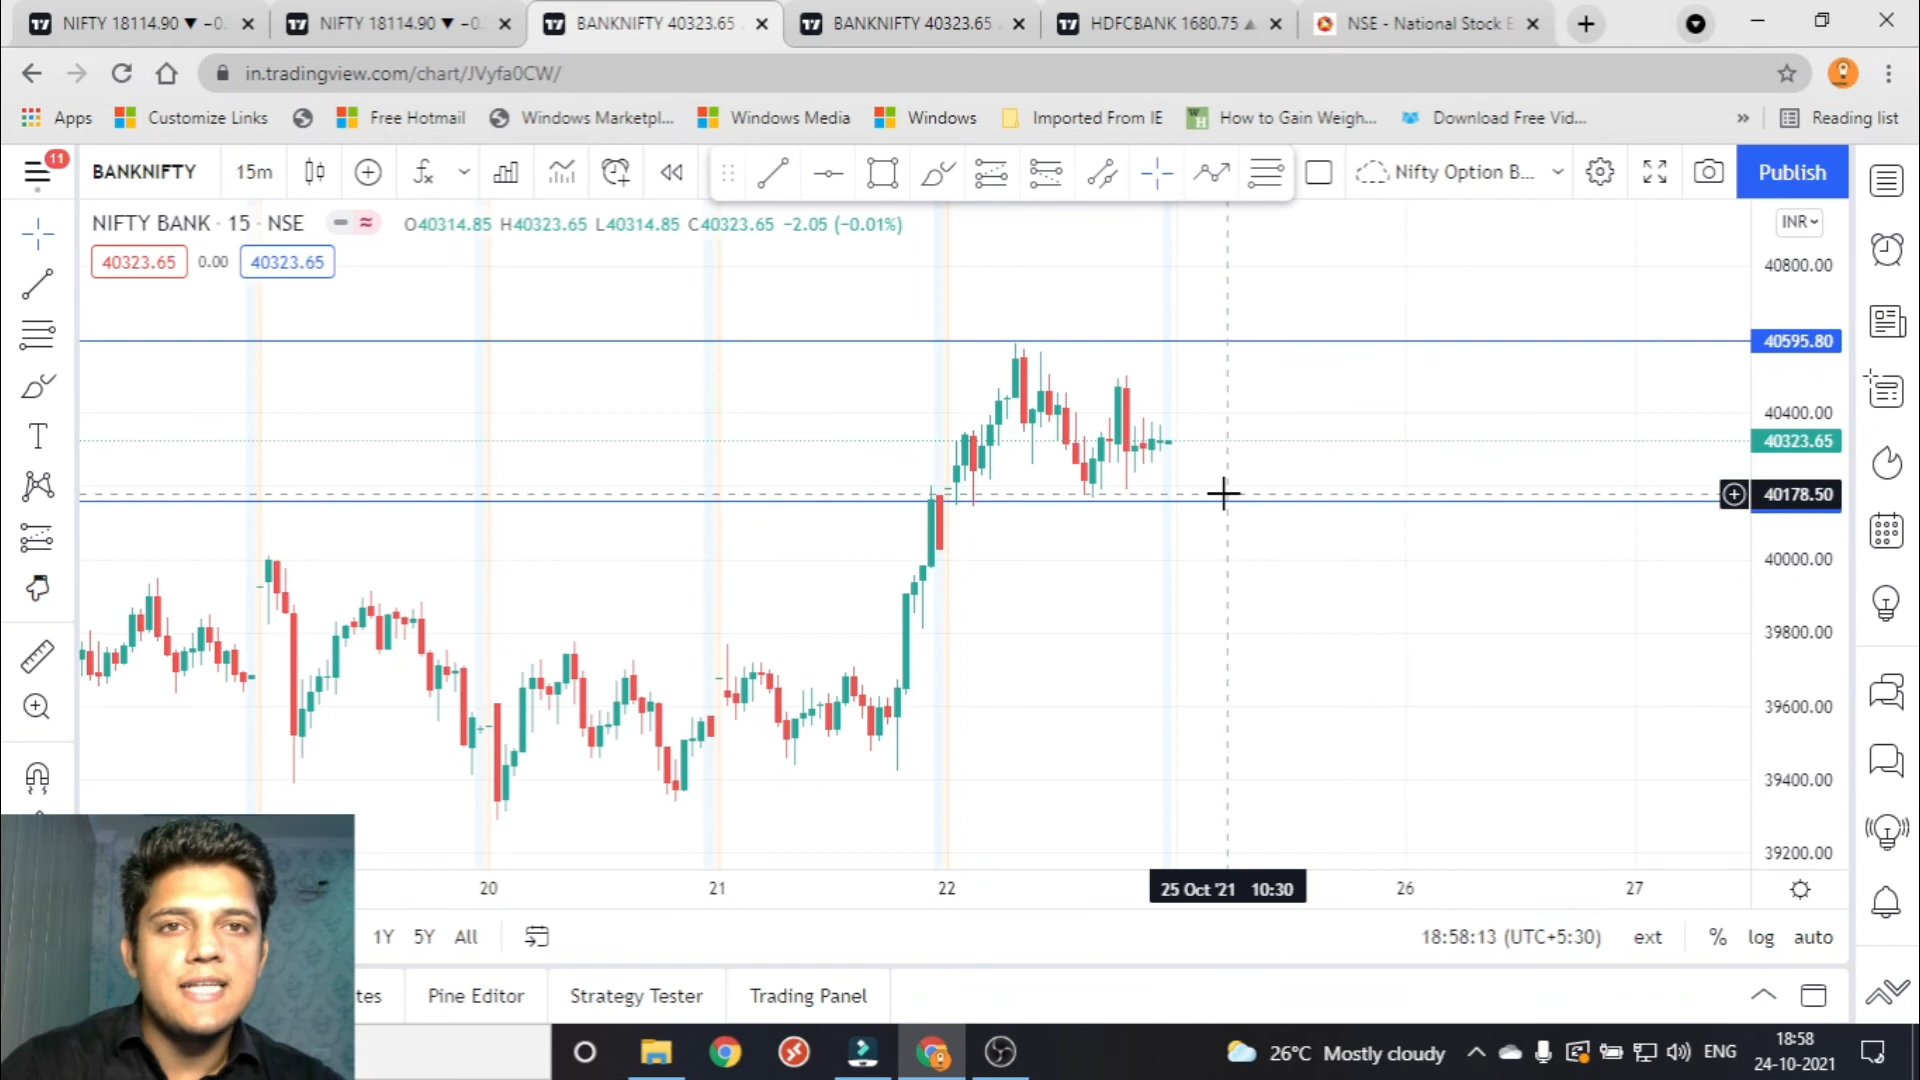 NIFTY 18114.90 ▼ −0. NIFTY 18114.90 ▼ −0. BANKNIFTY 40323.65 BANKNIFTY 40323.65 HDFCBANK 1680.75 ▲ NSE - National Stock E
in.tradingview.com/chart/JVyfa0CW/
Apps Customize Links Free Hotmail Windows Marketpl... Windows Media Windows Imported From IE How to Gain Weigh... Download Free Vid... » Reading list
11
BANKNIFTY 15m fx Nifty Option B... Publish
NIFTY BANK · 15 · NSE O40314.85 H40323.65 L40314.85 C40323.65 −2.05 (−0.01%)
INR
40323.65 0.00 40323.65
40800.00
40595.80
40400.00
40323.65
40178.50
40000.00
39800.00
39600.00
39400.00
39200.00
20 21 22 25 Oct '21 10:30 26 27
1Y 5Y All 18:58:13 (UTC+5:30) ext % log auto
tes Pine Editor Strategy Tester Trading Panel
26°C Mostly cloudy ENG 18:58
24-10-2021